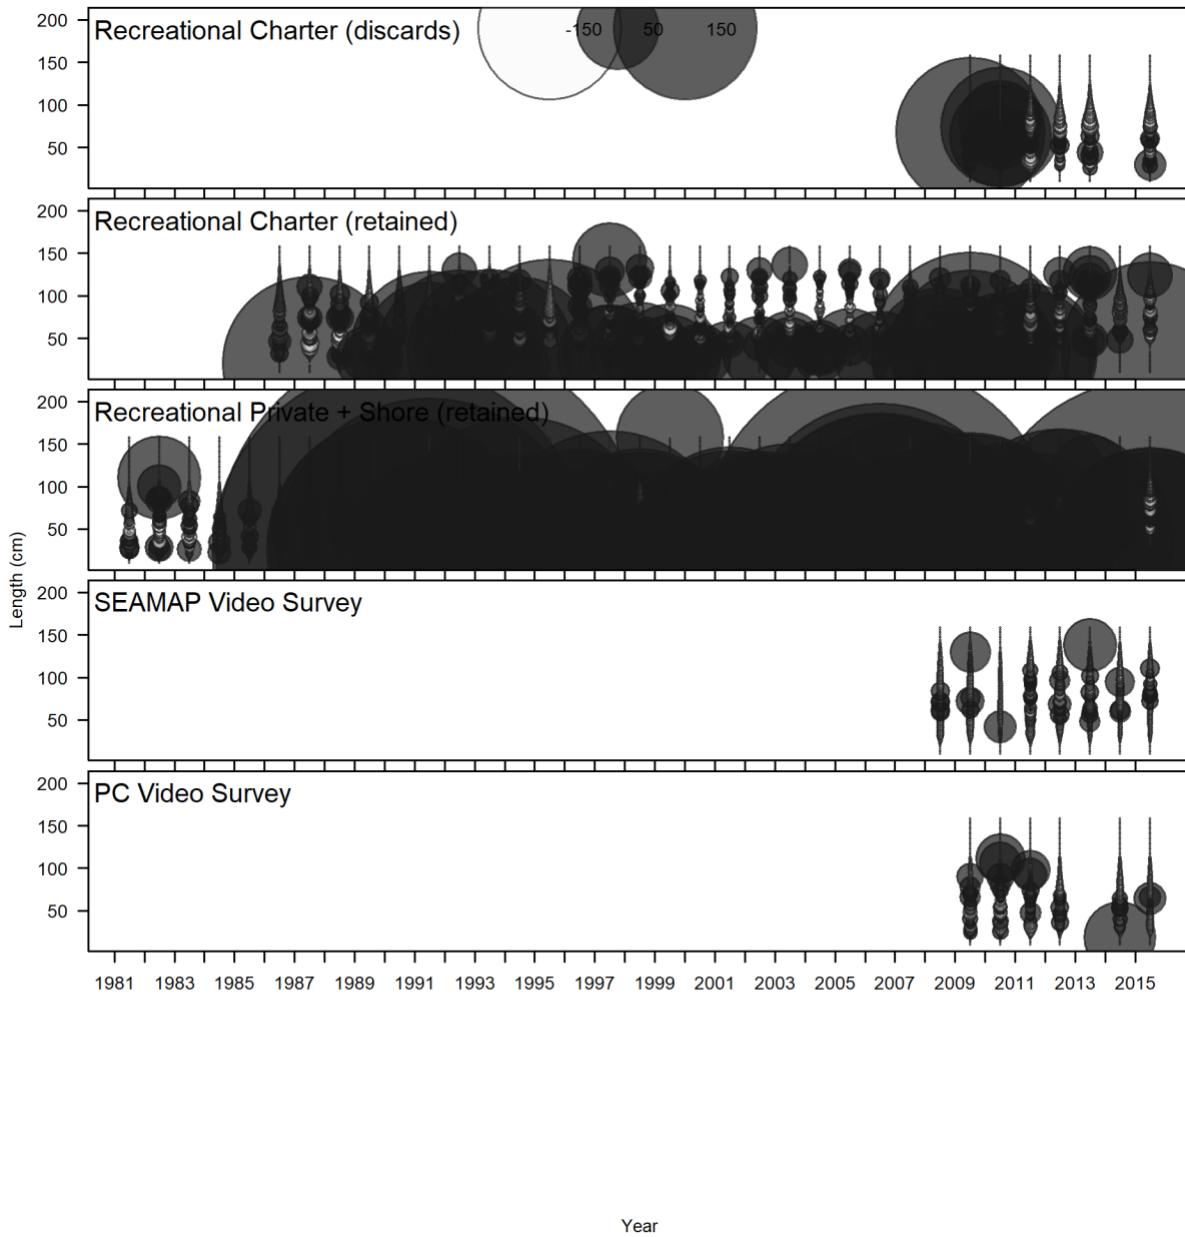 Recreational Charter (discards)
-150 50 150
200
150
100
50
Recreational Charter (retained)
200
150
100
50
Recreational Private + Shore (retained)
200
150
100
50
Length (cm)
SEAMAP Video Survey
200
150
100
50
PC Video Survey
200
150
100
50
1981 1983 1985 1987 1989 1991 1993 1995 1997 1999 2001 2003 2005 2007 2009 2011 2013 2015
Year